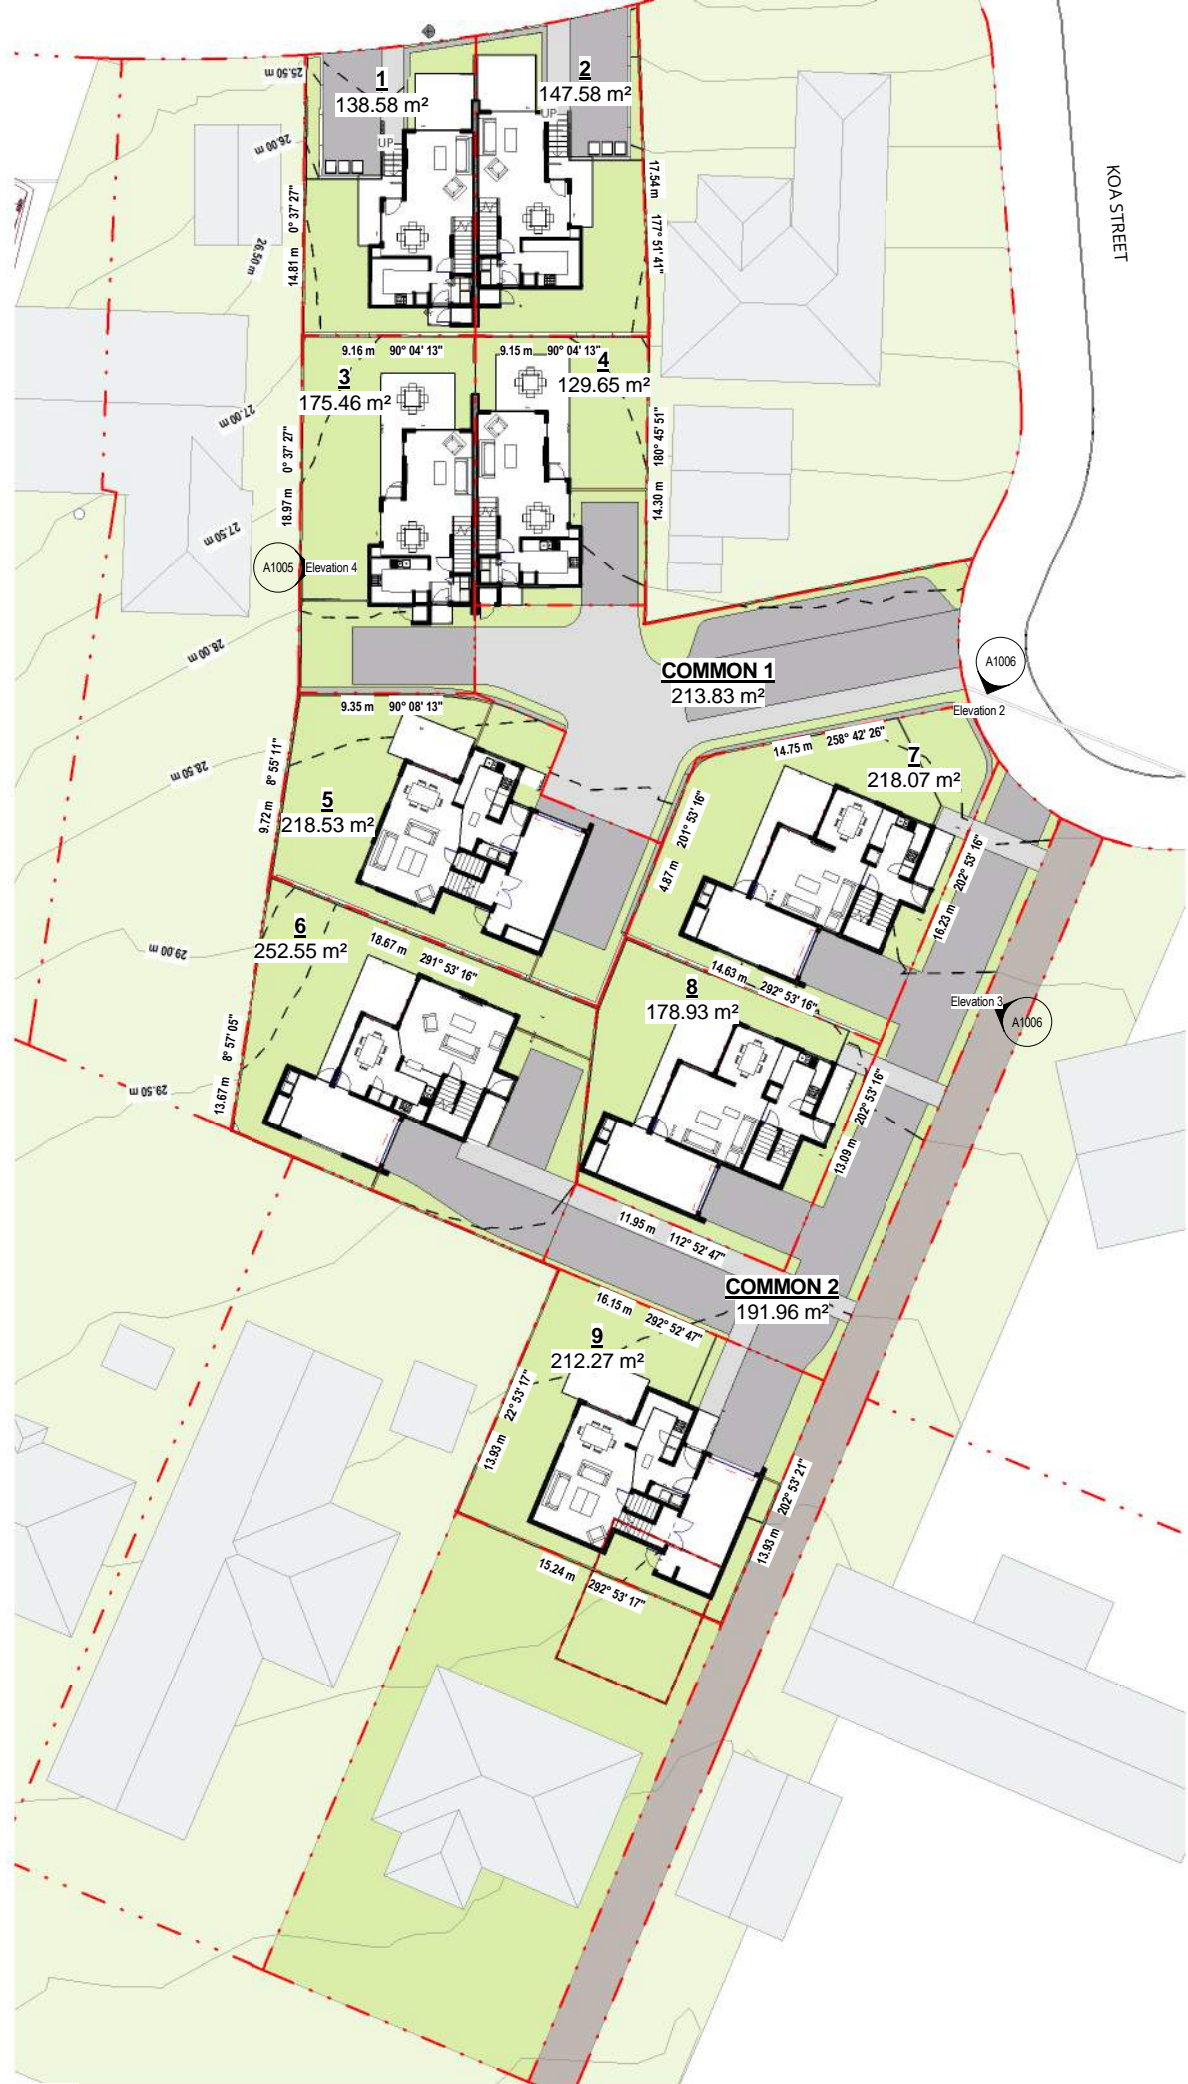 1
138.58 m²
2
147.58 m²
UP
UP
25.50 m
26.00 m
26.50 m
14.81 m 0° 37' 27"
17.54 m 177° 51' 41"
KOA STREET
9.16 m 90° 04' 13"
9.15 m 90° 04' 13"
3
175.46 m²
4
129.65 m²
27.00 m
27.50 m
18.97 m 0° 37' 27"
14.30 m 180° 45' 51"
A1005
Elevation 4
28.00 m
COMMON 1
213.83 m²
A1006
Elevation 2
9.35 m 90° 08' 13"
14.75 m 258° 42' 26"
7
218.07 m²
28.50 m
9.72 m 8° 55' 11"
5
218.53 m²
4.87 m 201° 53' 16"
16.23 m 202° 53' 16"
6
252.55 m²
29.00 m
18.67 m 291° 53' 16"
14.63 m 292° 53' 16"
8
178.93 m²
Elevation 3
A1006
29.50 m
13.67 m 8° 57' 05"
13.09 m 202° 53' 16"
11.95 m 112° 52' 47"
COMMON 2
191.96 m²
16.15 m 292° 52' 47"
9
212.27 m²
13.93 m 22° 53' 17"
13.93 m 202° 53' 21"
15.24 m 292° 53' 17"